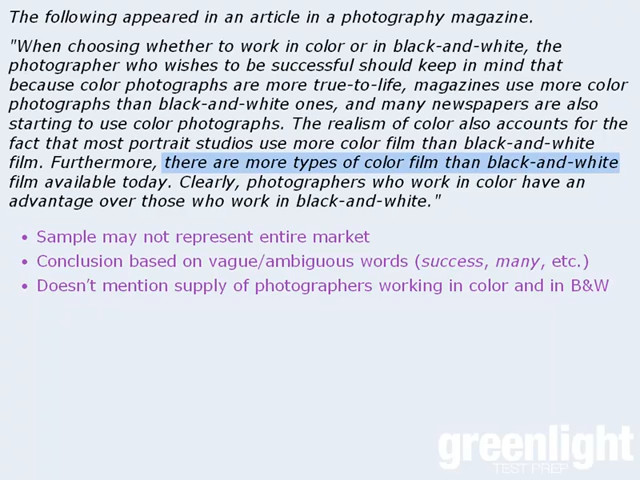 The following appeared in an article in a photography magazine.
"When choosing whether to work in color or in black-and-white, the
photographer who wishes to be successful should keep in mind that
because color photographs are more true-to-life, magazines use more color
photographs than black-and-white ones, and many newspapers are also
starting to use color photographs. The realism of color also accounts for the
fact that most portrait studios use more color film than black-and-white
film. Furthermore, there are more types of color film than black-and-white
film available today. Clearly, photographers who work in color have an
advantage over those who work in black-and-white."
• Sample may not represent entire market
• Conclusion based on vague/ambiguous words (success, many, etc.)
• Doesn't mention supply of photographers working in color and in B&W
greenlight
TEST PREP